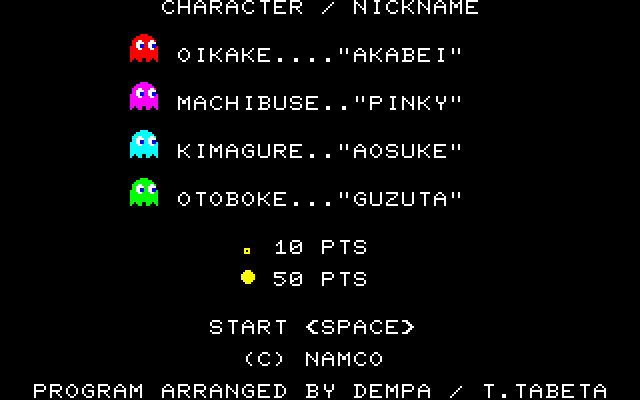 CHARACTER / NICKNAME
OIKAKE...."AKABEI"
MACHIBUSE.."PINKY"
KIMAGURE.."AOSUKE"
OTOBOKE..."GUZUTA"
10 PTS
50 PTS
START <SPACE>
(C) NAMCO
PROGRAM ARRANGED BY DEMPA / T.TABETA